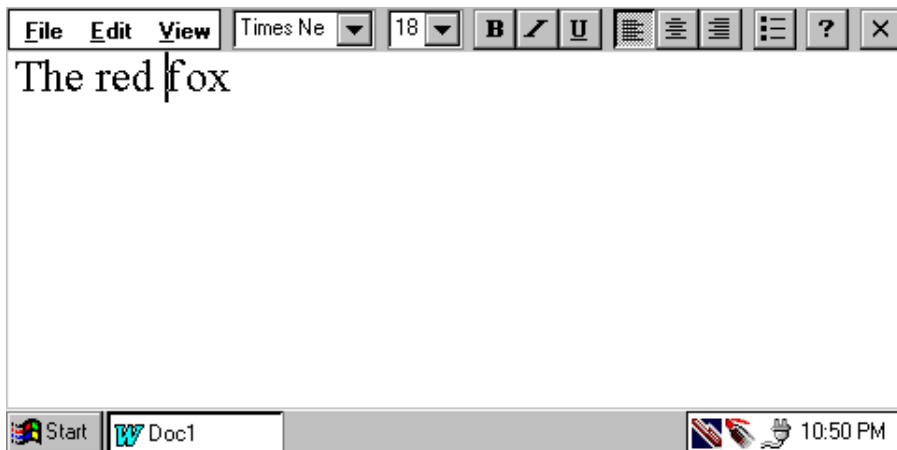 File Edit View Times Ne 18 B I U ? ×
The red fox
Start W Doc1 10:50 PM